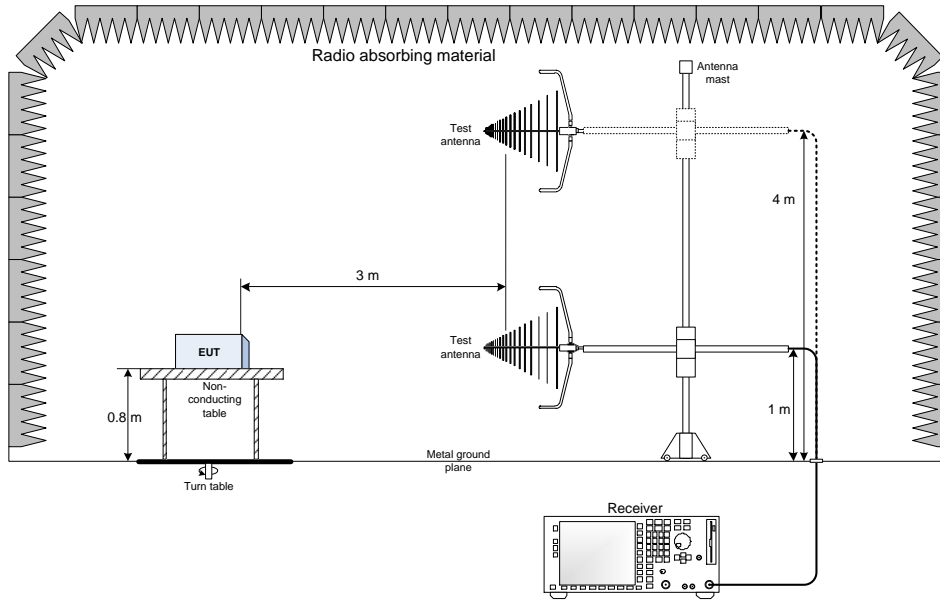 Radio absorbing material
Antenna
mast
Test
antenna
4 m
3 m
Test
antenna
EUT
Non-
conducting
table
0.8 m
1 m
Metal ground
plane
Turn table
Receiver